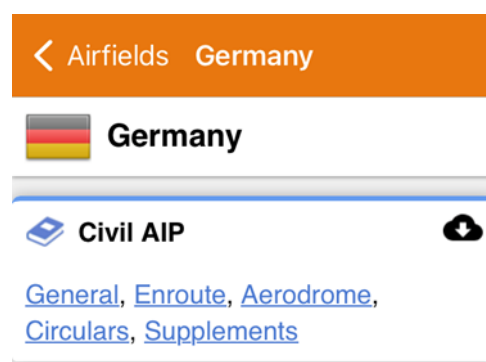 Airfields Germany
Germany
Civil AIP
General, Enroute, Aerodrome,
Circulars, Supplements